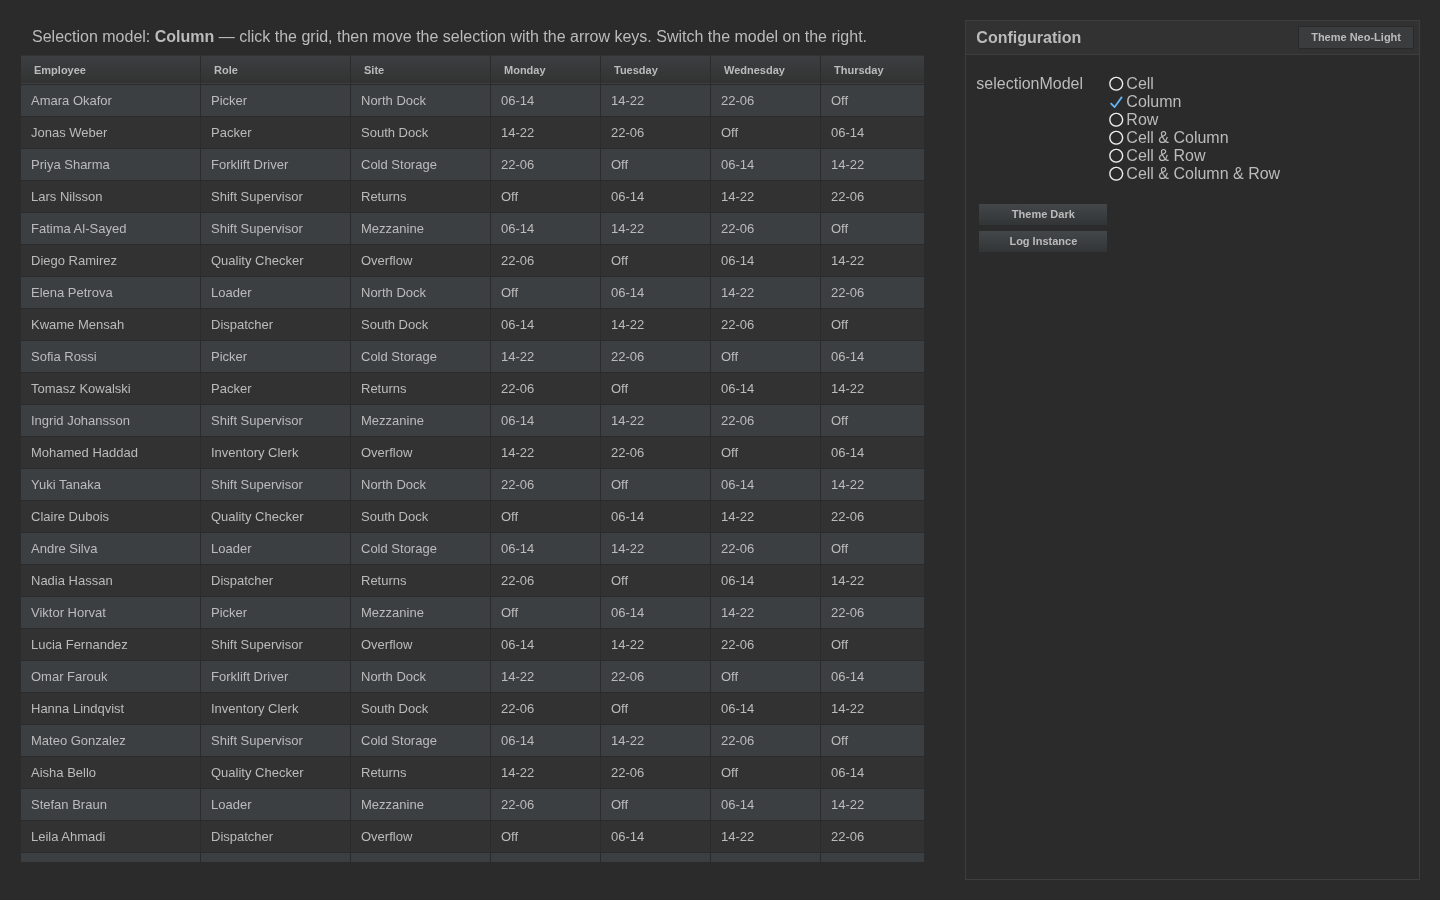 Selection model: Column — click the grid, then move the selection with the arrow keys. Switch the model on the right.
Employee Role Site Monday Tuesday Wednesday Thursday
Amara Okafor Picker North Dock 06-14 14-22 22-06 Off
Jonas Weber Packer South Dock 14-22 22-06 Off 06-14
Priya Sharma Forklift Driver Cold Storage 22-06 Off 06-14 14-22
Lars Nilsson Shift Supervisor Returns Off 06-14 14-22 22-06
Fatima Al-Sayed Shift Supervisor Mezzanine 06-14 14-22 22-06 Off
Diego Ramirez Quality Checker Overflow 22-06 Off 06-14 14-22
Elena Petrova Loader North Dock Off 06-14 14-22 22-06
Kwame Mensah Dispatcher South Dock 06-14 14-22 22-06 Off
Sofia Rossi Picker Cold Storage 14-22 22-06 Off 06-14
Tomasz Kowalski Packer Returns 22-06 Off 06-14 14-22
Ingrid Johansson Shift Supervisor Mezzanine 06-14 14-22 22-06 Off
Mohamed Haddad Inventory Clerk Overflow 14-22 22-06 Off 06-14
Yuki Tanaka Shift Supervisor North Dock 22-06 Off 06-14 14-22
Claire Dubois Quality Checker South Dock Off 06-14 14-22 22-06
Andre Silva Loader Cold Storage 06-14 14-22 22-06 Off
Nadia Hassan Dispatcher Returns 22-06 Off 06-14 14-22
Viktor Horvat Picker Mezzanine Off 06-14 14-22 22-06
Lucia Fernandez Shift Supervisor Overflow 06-14 14-22 22-06 Off
Omar Farouk Forklift Driver North Dock 14-22 22-06 Off 06-14
Hanna Lindqvist Inventory Clerk South Dock 22-06 Off 06-14 14-22
Mateo Gonzalez Shift Supervisor Cold Storage 06-14 14-22 22-06 Off
Aisha Bello Quality Checker Returns 14-22 22-06 Off 06-14
Stefan Braun Loader Mezzanine 22-06 Off 06-14 14-22
Leila Ahmadi Dispatcher Overflow Off 06-14 14-22 22-06
Configuration Theme Neo-Light
selectionModel Cell
Column
Row
Cell & Column
Cell & Row
Cell & Column & Row
Theme Dark
Log Instance